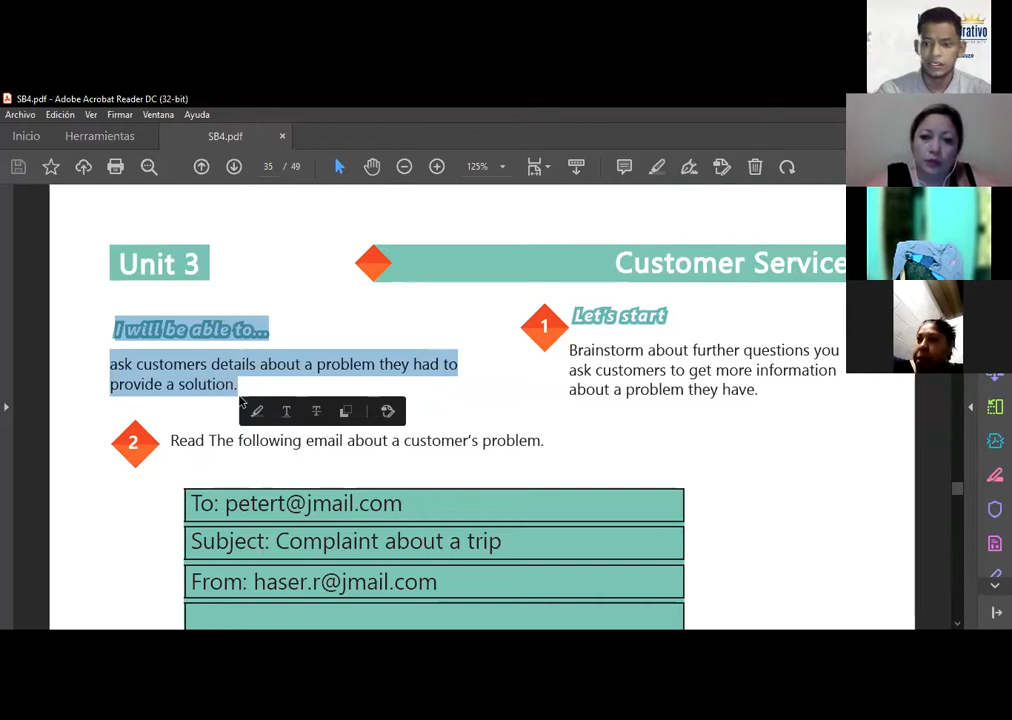 SB4.pdf - Adobe Acrobat Reader DC (32-bit)
Archivo Edición Ver Firmar Ventana Ayuda
Inicio Herramientas SB4.pdf ×
35 / 49 125%
Unit 3
Customer Service
I will be able to...
ask customers details about a problem they had to
provide a solution.
1 Let's start
Brainstorm about further questions you
ask customers to get more information
about a problem they have.
2 Read The following email about a customer's problem.
To: petert@jmail.com
Subject: Complaint about a trip
From: haser.r@jmail.com